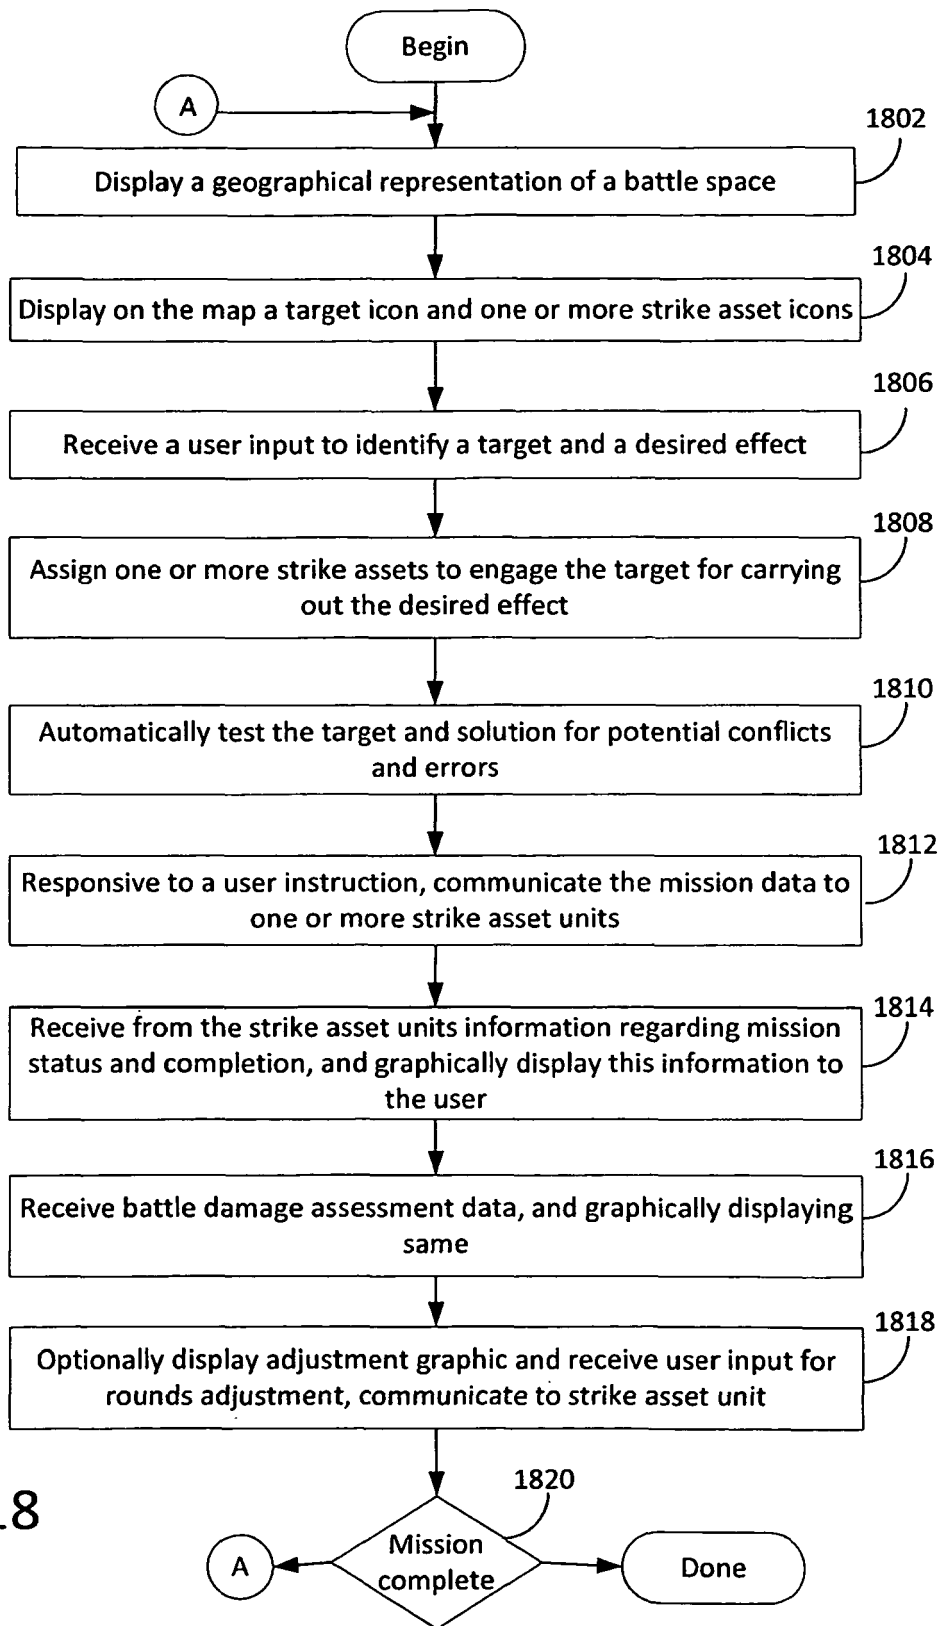 Begin
A
1802
Display a geographical representation of a battle space
1804
Display on the map a target icon and one or more strike asset icons
1806
Receive a user input to identify a target and a desired effect
1808
Assign one or more strike assets to engage the target for carrying
out the desired effect
1810
Automatically test the target and solution for potential conflicts
and errors
1812
Responsive to a user instruction, communicate the mission data to
one or more strike asset units
1814
Receive from the strike asset units information regarding mission
status and completion, and graphically display this information to
the user
1816
Receive battle damage assessment data, and graphically displaying
same
1818
Optionally display adjustment graphic and receive user input for
rounds adjustment, communicate to strike asset unit
1820
.8
A
Mission
complete
Done